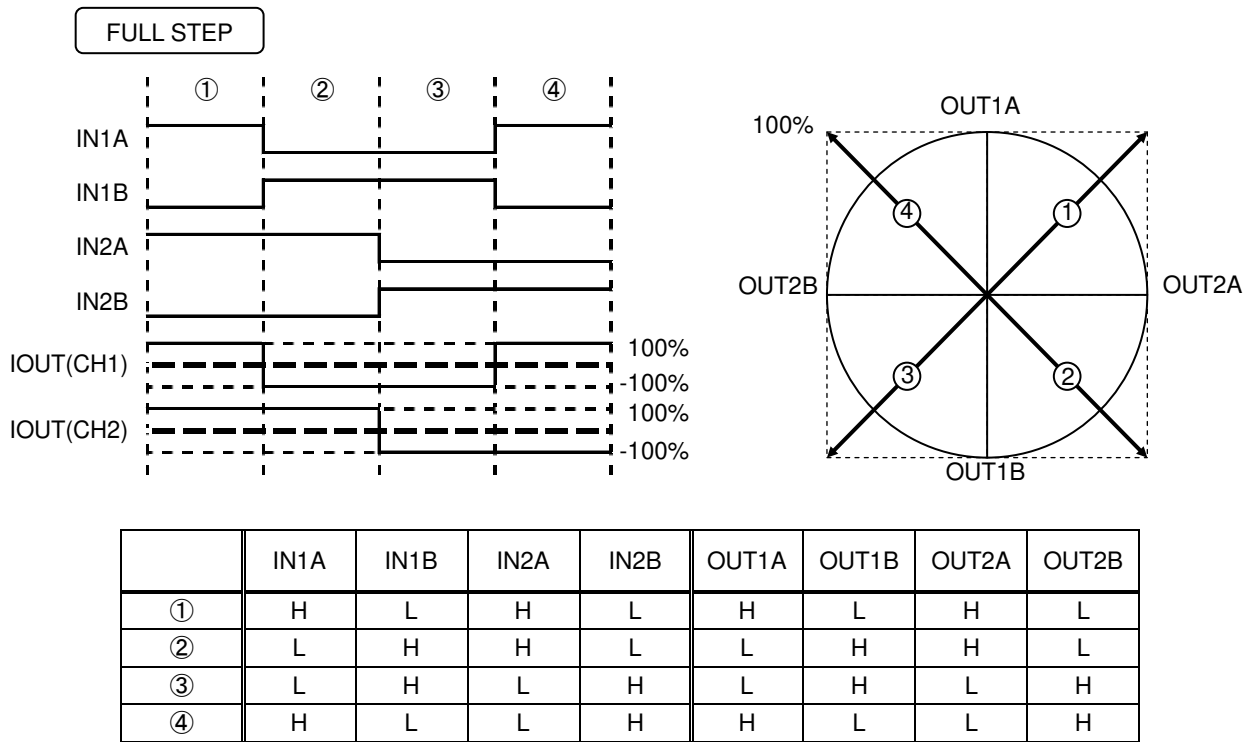 FULL STEP
① ② ③ ④
IN1A
IN1B
IN2A
IN2B
IOUT(CH1)
100%
-100%
IOUT(CH2)
100%
-100%
OUT1A
100%
④ ①
OUT2B OUT2A
③ ②
OUT1B
IN1A IN1B IN2A IN2B OUT1A OUT1B OUT2A OUT2B
① H L H L H L H L
② L H H L L H H L
③ L H L H L H L H
④ H L L H H L L H